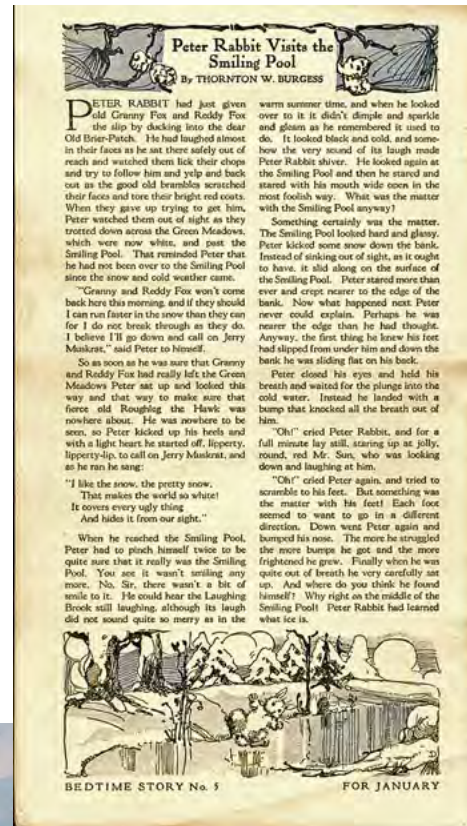 Peter Rabbit Visits the
Smiling Pool
By THORNTON W. BURGESS
PETER RABBIT had just given
old Granny Fox and Reddy Fox
the slip by ducking into the dear
Old Brier-Patch. He had laughed almost
in their faces as he sat there safely out of
reach and watched them lick their chops
and try to follow him and yelp and back
out as the good old brambles scratched
their faces and tore their bright red coats.
When they gave up trying to get him,
Peter watched them out of sight as they
trotted down across the Green Meadows,
which were now white, and past the
Smiling Pool. That reminded Peter that
he had not been over to the Smiling Pool
since the snow and cold weather came.
"Granny and Reddy Fox won't come
back here this morning, and if they should
I can run faster in the snow than they can
for I do not break through as they do.
I believe I'll go down and call on Jerry
Muskrat," said Peter to himself.
So as soon as he was sure that Granny
and Reddy Fox had really left the Green
Meadows Peter sat up and looked this
way and that way to make sure that
fierce old Roughleg the Hawk was
nowhere about. He was nowhere to be
seen, so Peter kicked up his heels and
with a light heart he started off, lipperty,
lipperty-lip, to call on Jerry Muskrat, and
as he ran he sang:
"I like the snow, the pretty snow,
That makes the world so white!
It covers every ugly thing
And hides it from our sight."
When he reached the Smiling Pool,
Peter had to pinch himself twice to be
quite sure that it really was the Smiling
Pool. You see it wasn't smiling any
more. No, Sir, there wasn't a bit of
smile to it. He could hear the Laughing
Brook still laughing, although its laugh
did not sound quite so merry as in the
warm summer time, and when he looked
over to it it didn't dimple and sparkle
and gleam as he remembered it used to
do. It looked black and cold, and some-
how the very sound of its laugh made
Peter Rabbit shiver. He looked again at
the Smiling Pool and then he stared and
stared with his mouth wide open in the
most foolish way. What was the matter
with the Smiling Pool anyway?
Something certainly was the matter.
The Smiling Pool looked hard and glassy.
Peter kicked some snow down the bank.
Instead of sinking out of sight, as it ought
to have, it slid along on the surface of
the Smiling Pool. Peter stared more than
ever and crept nearer to the edge of the
bank. Now what happened next Peter
never could explain. Perhaps he was
nearer the edge than he had thought.
Anyway, the first thing he knew his feet
had slipped from under him and down the
bank he was sliding flat on his back.
Peter closed his eyes and held his
breath and waited for the plunge into the
cold water. Instead he landed with a
bump that knocked all the breath out of
him.
"Oh!" cried Peter Rabbit, and for a
full minute lay still, staring up at jolly,
round, red Mr. Sun, who was looking
down and laughing at him.
"Oh!" cried Peter again, and tried to
scramble to his feet. But something was
the matter with his feet! Each foot
seemed to want to go in a different
direction. Down went Peter again and
bumped his nose. The more he struggled
the more bumps he got and the more
frightened he grew. Finally when he was
quite out of breath he very carefully sat
up. And where do you think he found
himself? Why right on the middle of the
Smiling Pool! Peter Rabbit had learned
what ice is.
BEDTIME STORY No. 5
FOR JANUARY